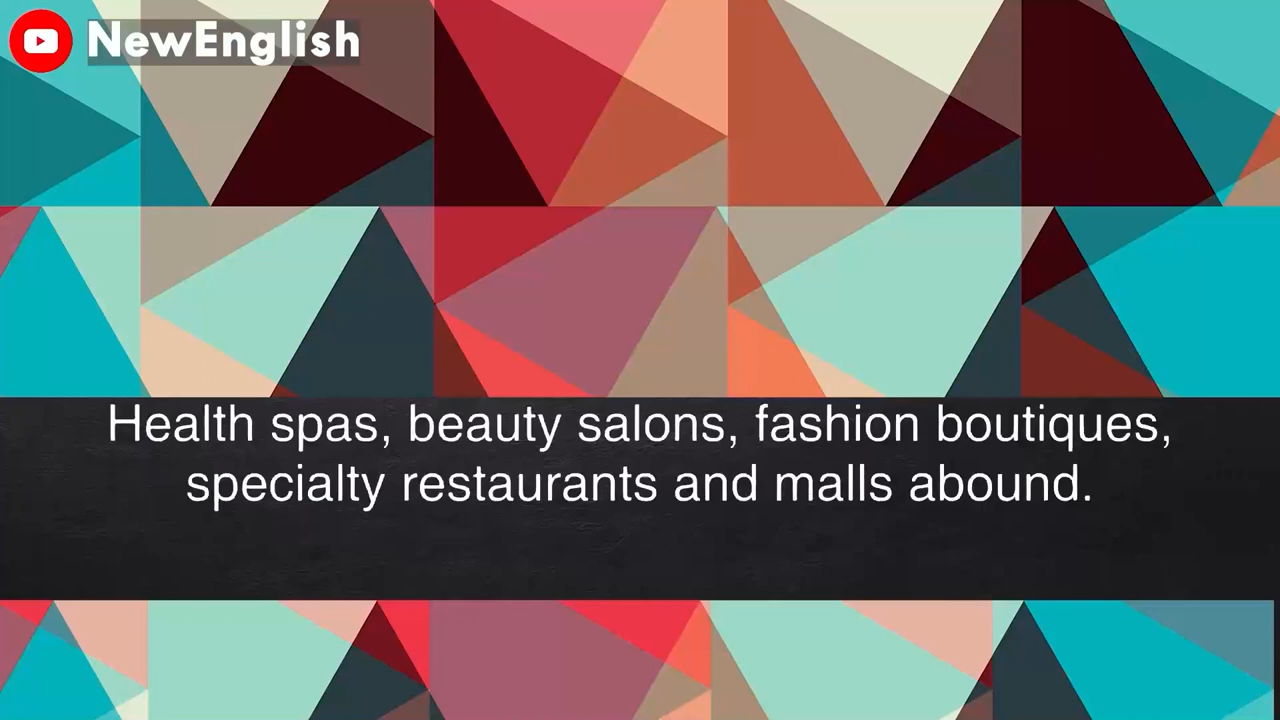 NewEnglish
Health spas, beauty salons, fashion boutiques,
specialty restaurants and malls abound.